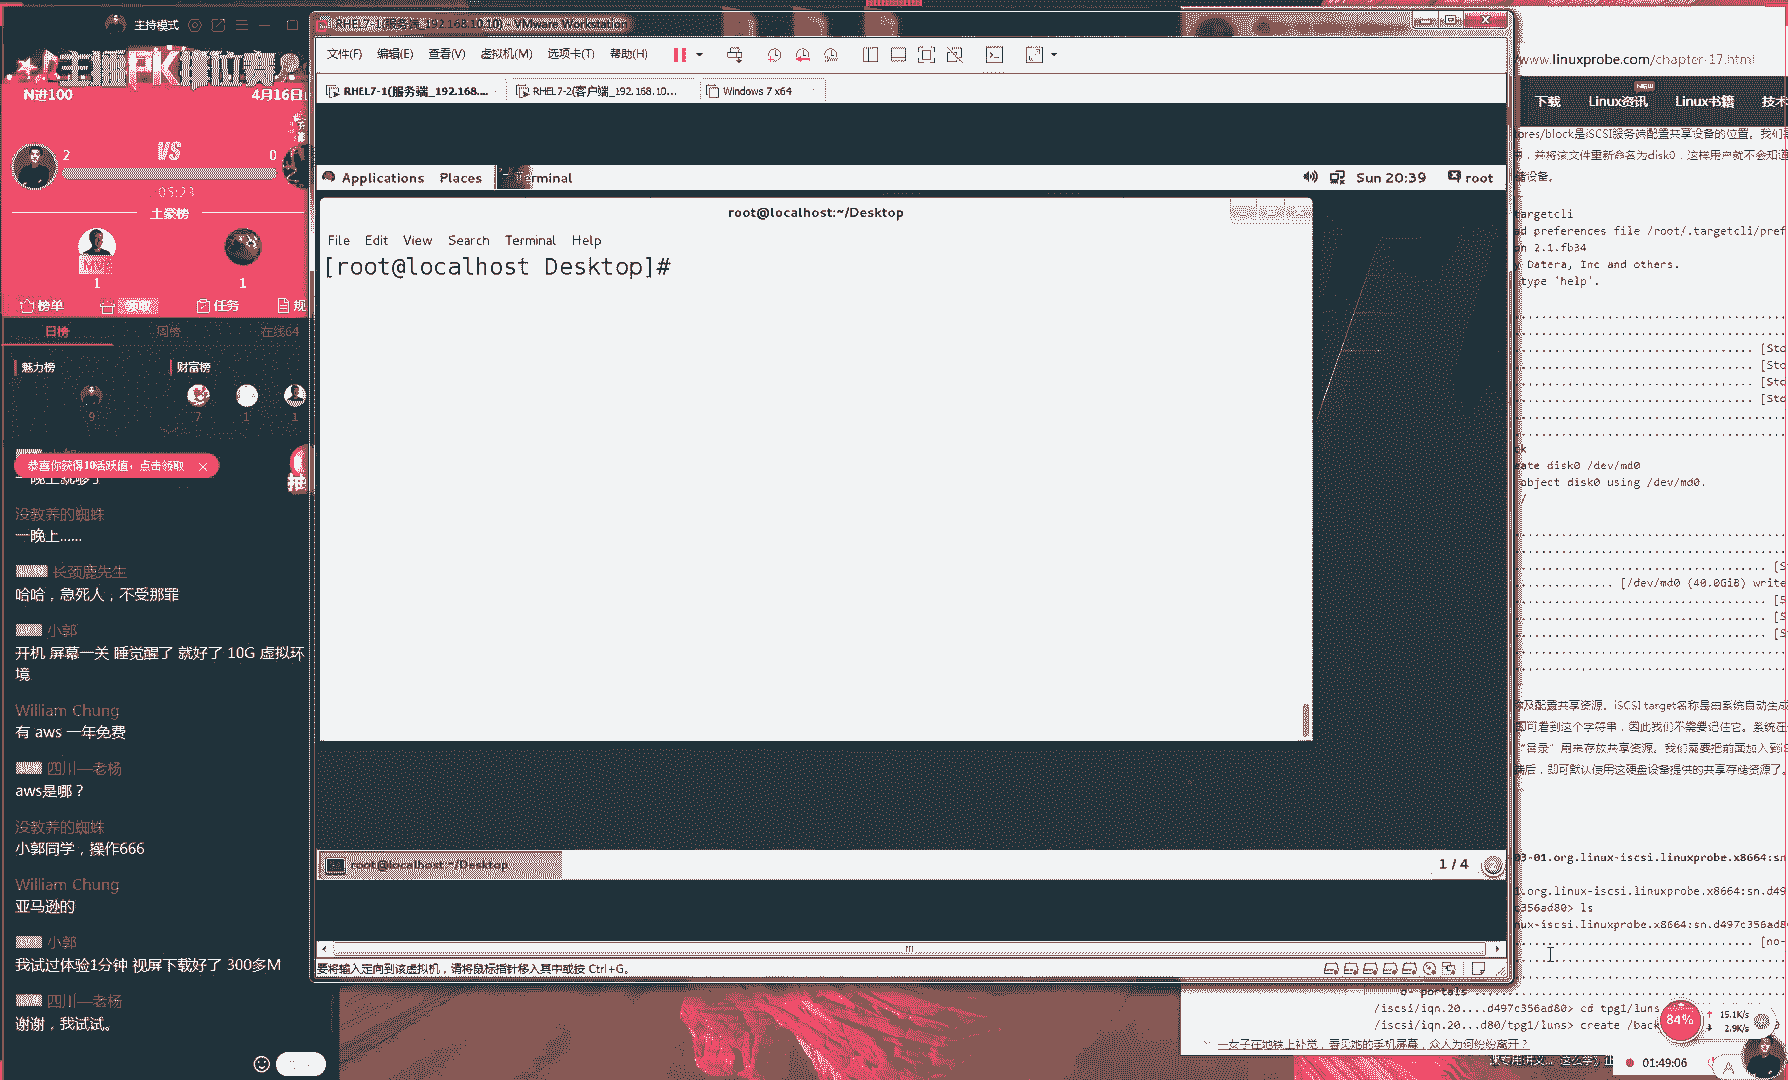 主持模式
主播PK排位赛
N进100
4月16日
2
VS
0
05:23
土豪榜
MVP
1
1
榜单
领取
任务
规
日榜
周榜
在线64
魅力榜
财富榜
9
7
1
1
恭喜你获得10活跃值，点击领取
一晚上就够了
没教养的蜘蛛
一晚上......
长颈鹿先生
哈哈，急死人，不受那罪
小郭
开机 屏幕一关 睡觉醒了 就好了 10G 虚拟环
境
William Chung
有 aws 一年免费
四川—老杨
aws是哪？
没教养的蜘蛛
小郭同学，操作666
William Chung
亚马逊的
小郭
我试过体验1分钟 视屏下载好了 300多M
四川—老杨
谢谢，我试试。
RHEL7-1(服务端_192.168.10.10) - VMware Workstation
文件(F) 编辑(E) 查看(V) 虚拟机(M) 选项卡(T) 帮助(H)
RHEL7-1(服务端_192.168....
RHEL7-2(客户端_192.168.10...
Windows 7 x64
Applications Places Terminal
Sun 20:39
root
root@localhost:~/Desktop
File Edit View Search Terminal Help
[root@localhost Desktop]#
root@localhost:~/Desktop
1 / 4
要将输入定向到该虚拟机，请将鼠标指针移入其中或按 Ctrl+G。
www.linuxprobe.com/chapter-17.html
下载 Linux资讯 Linux书籍 技术
NEW
ores/block是iSCSI服务端配置共享设备的位置。我们
，并将该文件重新命名为disk0，这样用户就不会知道
储设备。
targetcli
ad preferences file /root/.targetcli/pref
on 2.1.fb34
y Datera, Inc and others.
type 'help'.
[Sto
[Sto
[Sto
[Sto
ck
ate disk0 /dev/md0
object disk0 using /dev/md0.
/
[S
[/dev/md0 (40.0GiB) write
[S
[S
[S
及配置共享资源。iSCSI target名称是由系统自动生成
可看到这个字符串，因此我们不需要记住它。系统在
“目录”用来存放共享资源。我们需要把前面加入到iS
后，即可默认使用这硬盘设备提供的共享存储资源了。
03-01.org.linux-iscsi.linuxprobe.x8664:sn
1.org.linux-iscsi.linuxprobe.x8664:sn.d49
c356ad80> ls
nux-iscsi.linuxprobe.x8664:sn.d497c356ad8
[no-
o- portals
/iscsi/iqn.20....d497c356ad80> cd tpg1/luns
/iscsi/iqn.20...d80/tpg1/luns> create /back
84%
15.1K/s
2.9K/s
一女子在地铁上补觉，看见她的手机屏幕，众人为何纷纷离开？
01:49:06